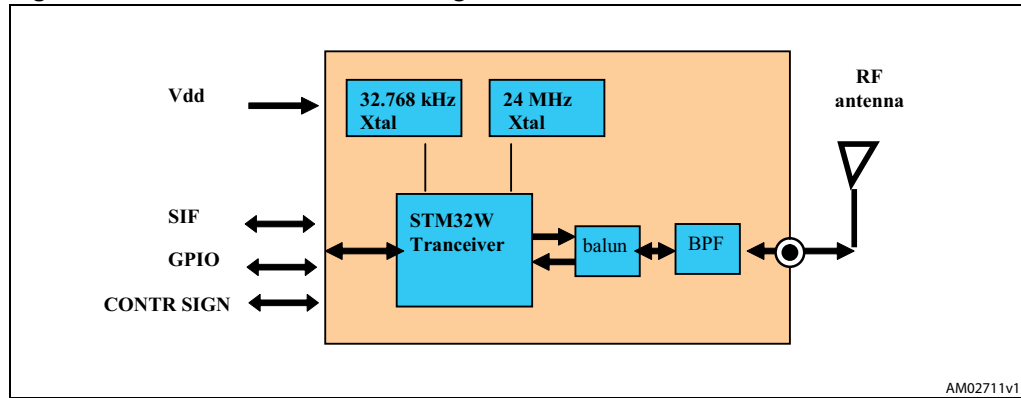 Vdd
32.768 kHz
Xtal
24 MHz
Xtal
RF
antenna
SIF
GPIO
CONTR SIGN
STM32W
Tranceiver
balun
BPF
AM02711v1